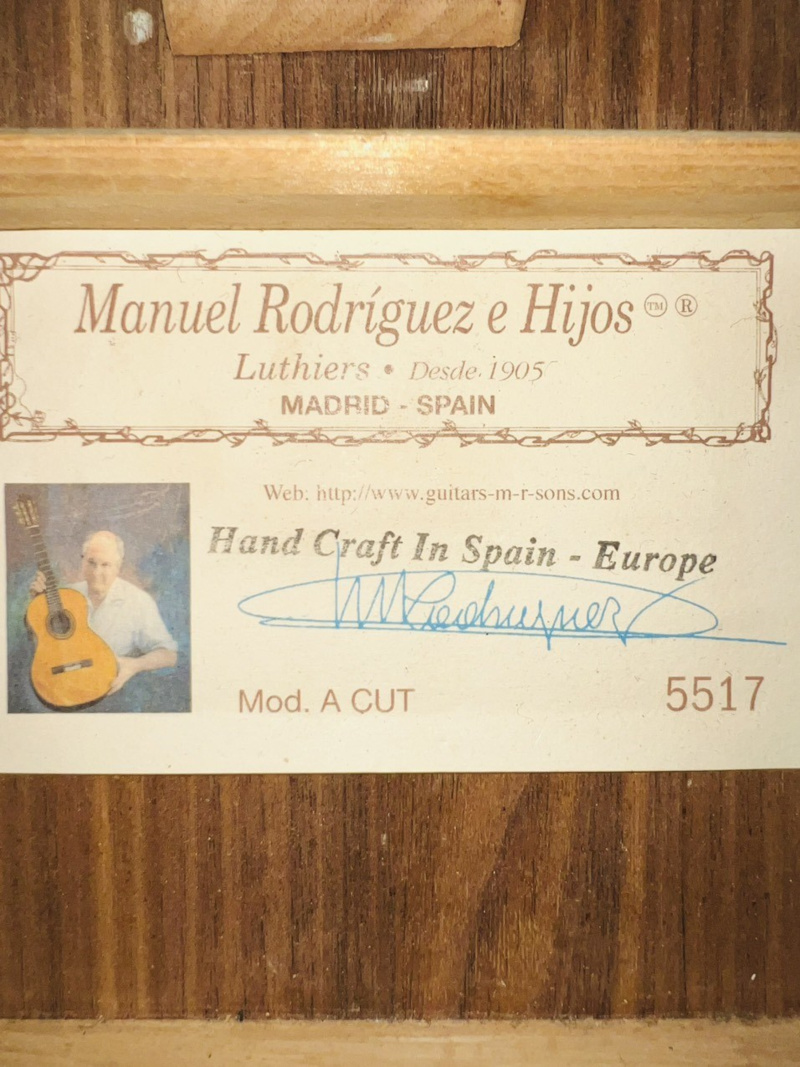 Manuel Rodríguez e Hijos ™ ®
Luthiers • Desde 1905
MADRID - SPAIN
Web: http://www.guitars-m-r-sons.com
Hand Craft In Spain - Europe
MRodriguez
Mod. A CUT
5517